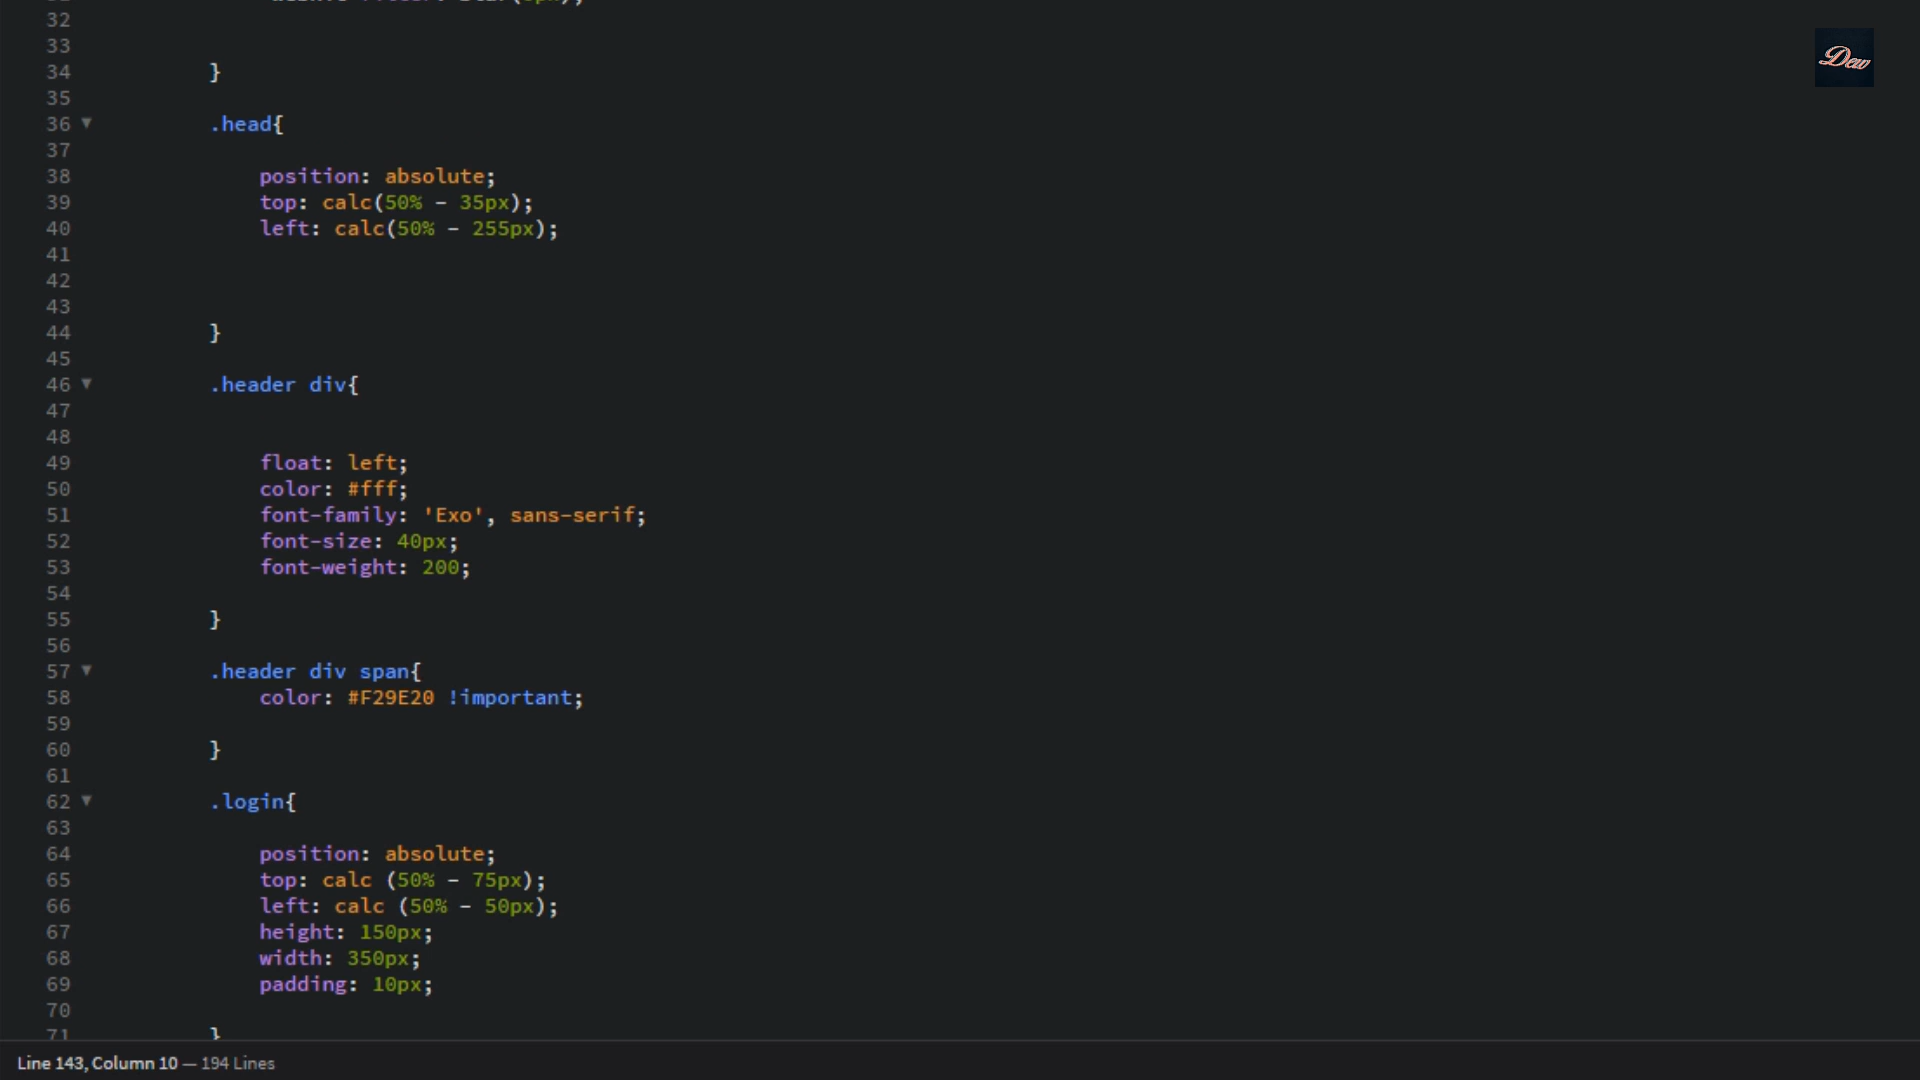 32
33
34 }
35
36 .head{
37
38 position: absolute;
39 top: calc(50% - 35px);
40 left: calc(50% - 255px);
41
42
43
44 }
45
46 .header div{
47
48
49 float: left;
50 color: #fff;
51 font-family: 'Exo', sans-serif;
52 font-size: 40px;
53 font-weight: 200;
54
55 }
56
57 .header div span{
58 color: #F29E20 !important;
59
60 }
61
62 .login{
63
64 position: absolute;
65 top: calc (50% - 75px);
66 left: calc (50% - 50px);
67 height: 150px;
68 width: 350px;
69 padding: 10px;
70
71 }
Line 143, Column 10 — 194 Lines
Dew